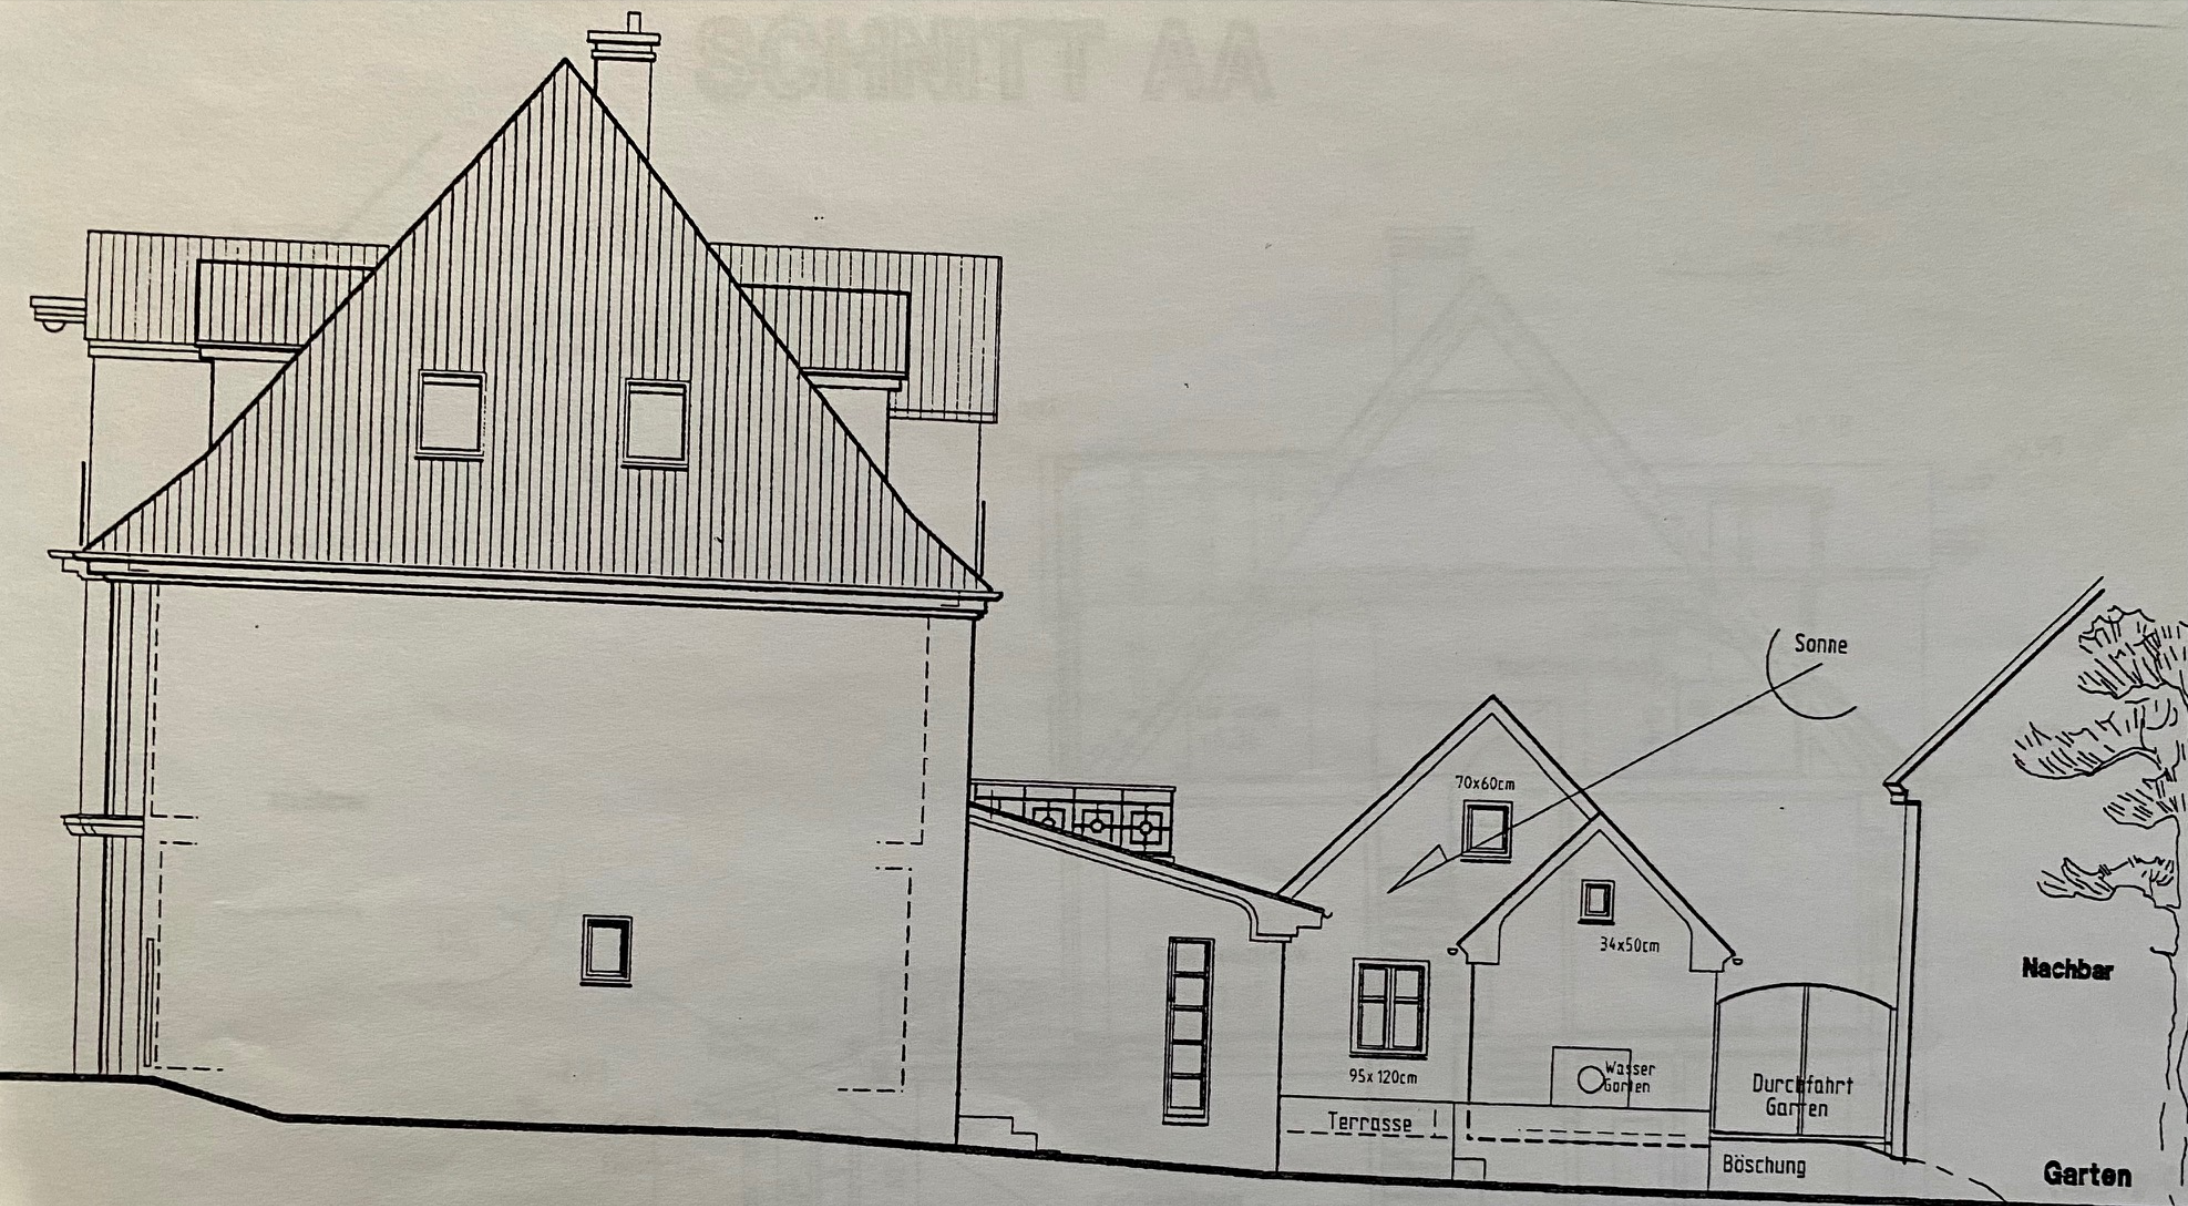 SCHNITT AA
Sonne
70x60cm
34x50cm
95x120cm
Wasser
Garten
Durchfahrt
Garten
Terrasse
Böschung
Nachbar
Garten